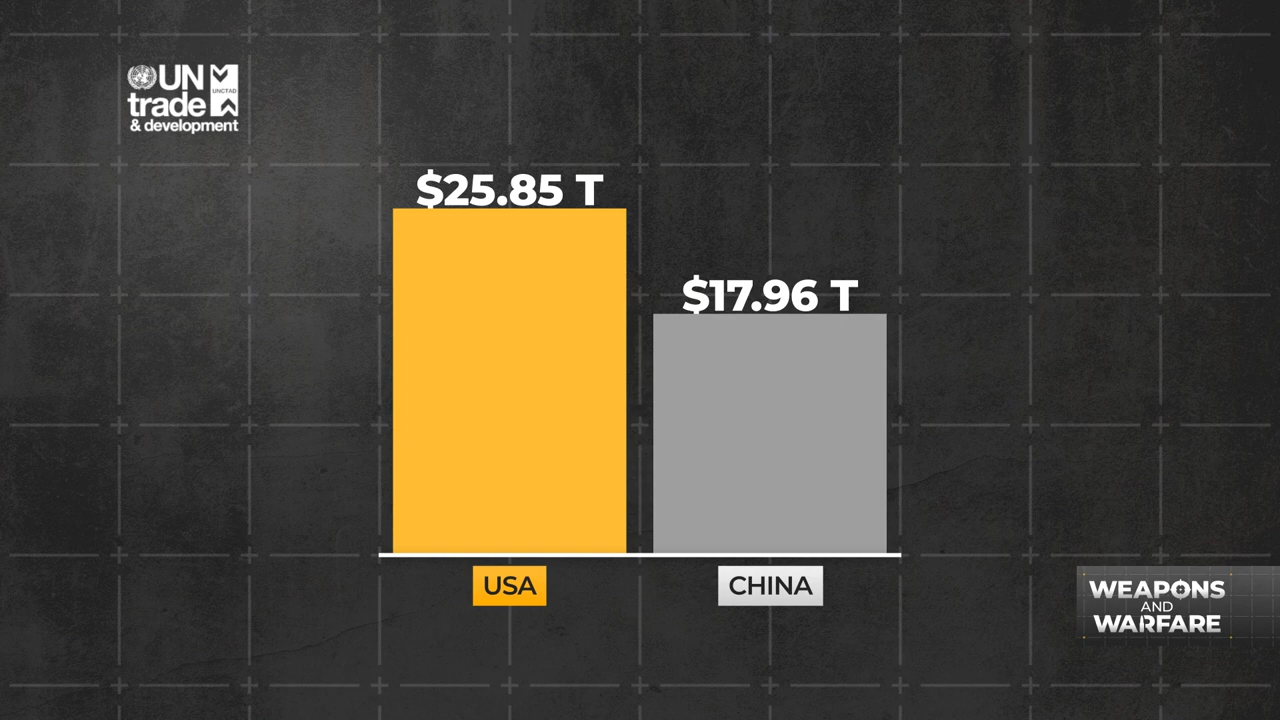 UN
trade
UNCTAD
& development
$25.85 T
$17.96 T
USA
CHINA
WEAPONS
AND
WARFARE